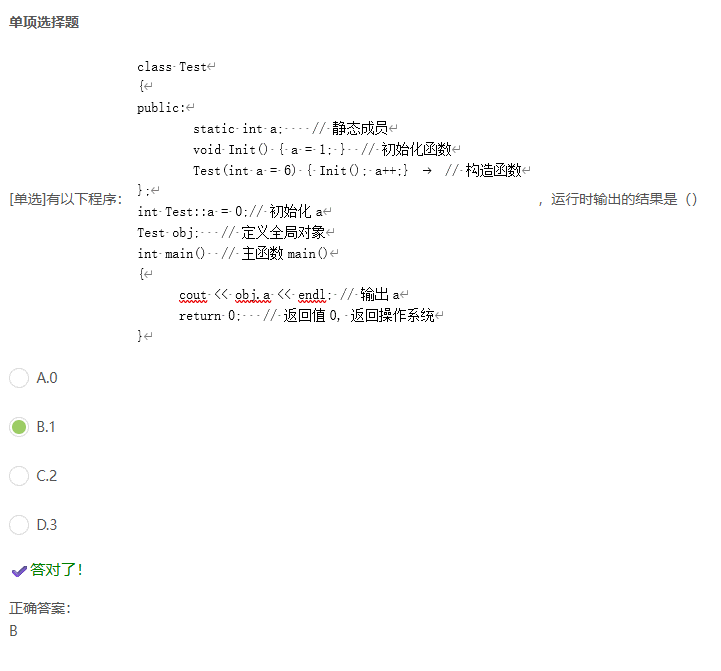 单项选择题
class Test
{
public:
static int a;    // 静态成员
void Init() { a = 1; }  // 初始化函数
Test(int a = 6) { Init(); a++;} → // 构造函数
};
[单选]有以下程序:
，运行时输出的结果是（）
int Test::a = 0;// 初始化 a
Test obj;   // 定义全局对象
int main()  // 主函数 main()
{
cout << obj.a << endl; // 输出 a
return 0;   // 返回值 0, 返回操作系统
}
A.0
B.1
C.2
D.3
答对了!
正确答案:
B